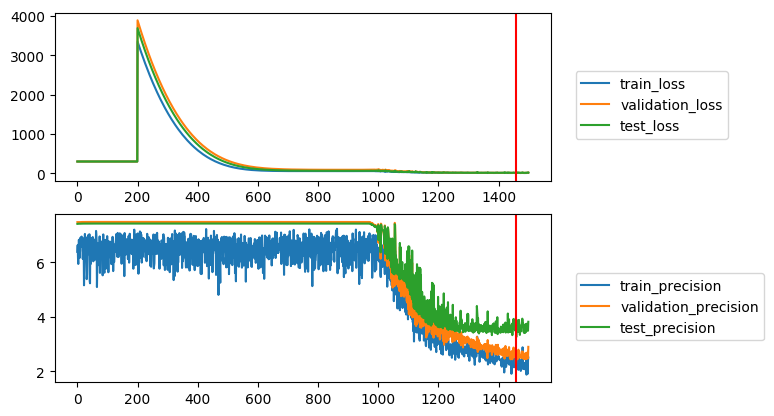 4000
3000
2000
1000
0
0 200 400 600 800 1000 1200 1400
train_loss
validation_loss
test_loss
6
4
2
0 200 400 600 800 1000 1200 1400
train_precision
validation_precision
test_precision